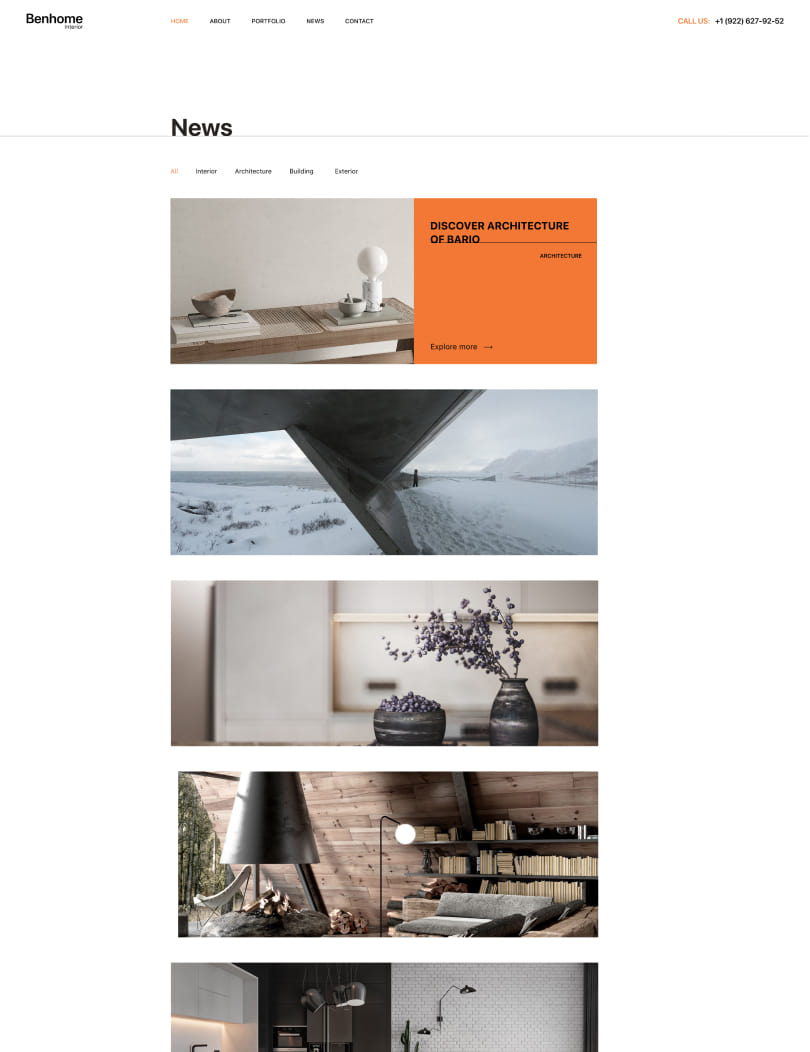 Benhome
Interior
HOME
ABOUT
PORTFOLIO
NEWS
CONTACT
CALL US: +1 (922) 627-92-52
News
All
Interior
Architecture
Building
Exterior
DISCOVER ARCHITECTURE
OF BARIO
ARCHITECTURE
Explore more →